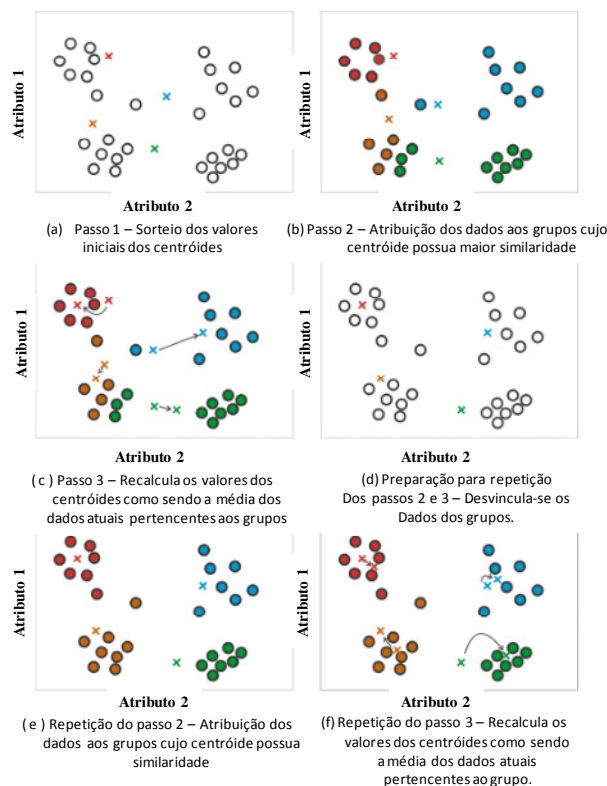 Atributo 1
Atributo 2
(a) Passo 1 – Sorteio dos valores
iniciais dos centróides
Atributo 1
Atributo 2
(b) Passo 2 – Atribuição dos dados aos grupos cujo
centróide possua maior similaridade
Atributo 1
Atributo 2
( c ) Passo 3 – Recalcula os valores dos
centróides como sendo a média dos
dados atuais pertencentes aos grupos
Atributo 1
Atributo 2
(d) Preparação para repetição
Dos passos 2 e 3 – Desvincula-se os
Dados dos grupos.
Atributo 1
Atributo 2
( e ) Repetição do passo 2 – Atribuição dos
dados aos grupos cujo centróide possua
similaridade
Atributo 1
Atributo 2
(f) Repetição do passo 3 – Recalcula os
valores dos centróides como sendo
a média dos dados atuais
pertencentes ao grupo.